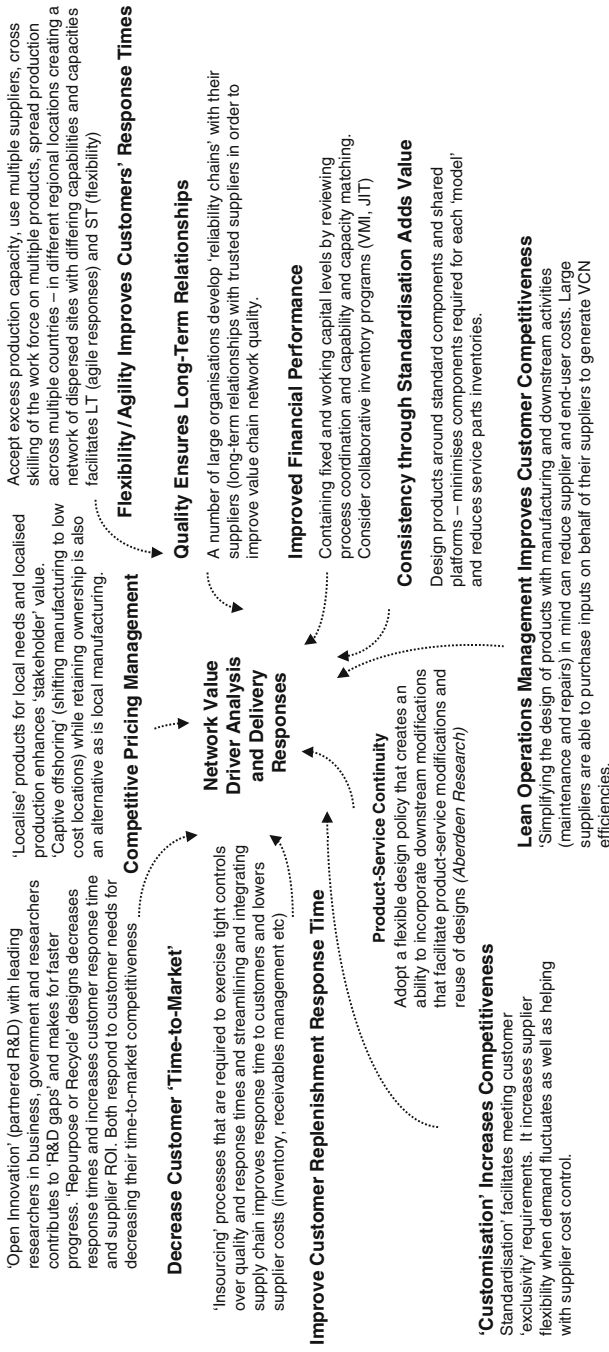 'Open Innovation' (partnered R&D) with leading
researchers in business, government and researchers
contributes to 'R&D gaps' and makes for faster
progress. 'Repurpose or Recycle' designs decreases
response times and increases customer response time
and supplier ROI. Both respond to customer needs for
decreasing their time-to-market competitiveness
Decrease Customer 'Time-to-Market'
'Insourcing' processes that are required to exercise tight controls
over quality and response times and streamlining and integrating
supply chain improves response time to customers and lowers
supplier costs (inventory, receivables management etc)
Improve Customer Replenishment Response Time
'Customisation' Increases Competitiveness
Standardisation' facilitates meeting customer
'exclusivity' requirements. It increases supplier
flexibility when demand fluctuates as well as helping
with supplier cost control.
'Localise' products for local needs and localised
production enhances 'stakeholder' value.
'Captive offshoring' (shifting manufacturing to low
cost locations) while retaining ownership is also
an alternative as is local manufacturing.
Competitive Pricing Management
Network Value
Driver Analysis
and Delivery
Responses
Product-Service Continuity
Adopt a flexible design policy that creates an
ability to incorporate downstream modifications
that facilitate product-service modifications and
reuse of designs (Aberdeen Research)
Accept excess production capacity, use multiple suppliers, cross
skilling of the work force on multiple products, spread production
across multiple countries – in different regional locations creating a
network of dispersed sites with differing capabilities and capacities
facilitates LT (agile responses) and ST (flexibility)
Flexibility/Agility Improves Customers' Response Times
Quality Ensures Long-Term Relationships
A number of large organisations develop 'reliability chains' with their
suppliers (long-term relationships with trusted suppliers in order to
improve value chain network quality.
Improved Financial Performance
Containing fixed and working capital levels by reviewing
process coordination and capability and capacity matching.
Consider collaborative inventory programs (VMI, JIT)
Consistency through Standardisation Adds Value
Design products around standard components and shared
platforms – minimises components required for each 'model'
and reduces service parts inventories.
Lean Operations Management Improves Customer Competitiveness
'Simplifying the design of products with manufacturing and downstream activities
(maintenance and repairs) in mind can reduce supplier and end-user costs. Large
suppliers are able to purchase inputs on behalf of their suppliers to generate VCN
efficiencies.